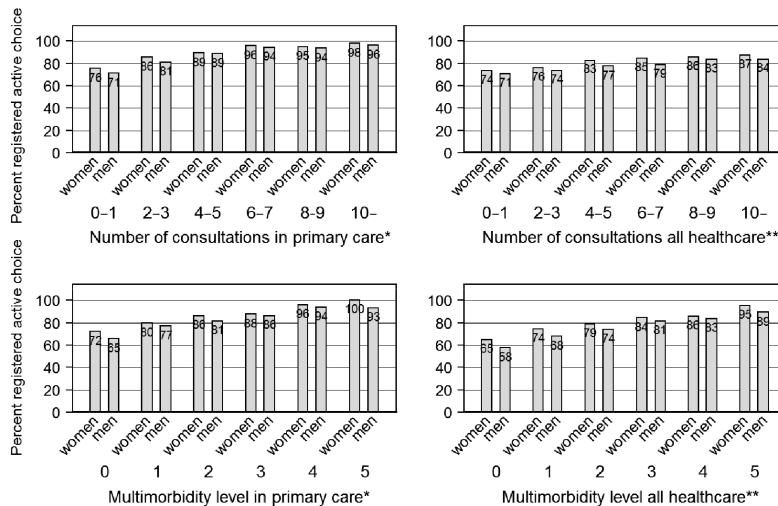 Percent registered active choice
100
80
60
40
20
0
76 71 86 81 89 89 96 94 95 94 98 96
women men women men women men women men women men women men
0–1 2–3 4–5 6–7 8–9 10–
Number of consultations in primary care*
100
80
60
40
20
0
74 71 76 74 83 77 85 79 86 83 87 84
women men women men women men women men women men women men
0–1 2–3 4–5 6–7 8–9 10–
Number of consultations all healthcare**
Percent registered active choice
100
80
60
40
20
0
72 65 80 77 86 81 88 86 96 94 100 93
women men women men women men women men women men women men
0 1 2 3 4 5
Multimorbidity level in primary care*
100
80
60
40
20
0
65 58 74 68 79 74 84 81 86 83 95 89
women men women men women men women men women men women men
0 1 2 3 4 5
Multimorbidity level all healthcare**